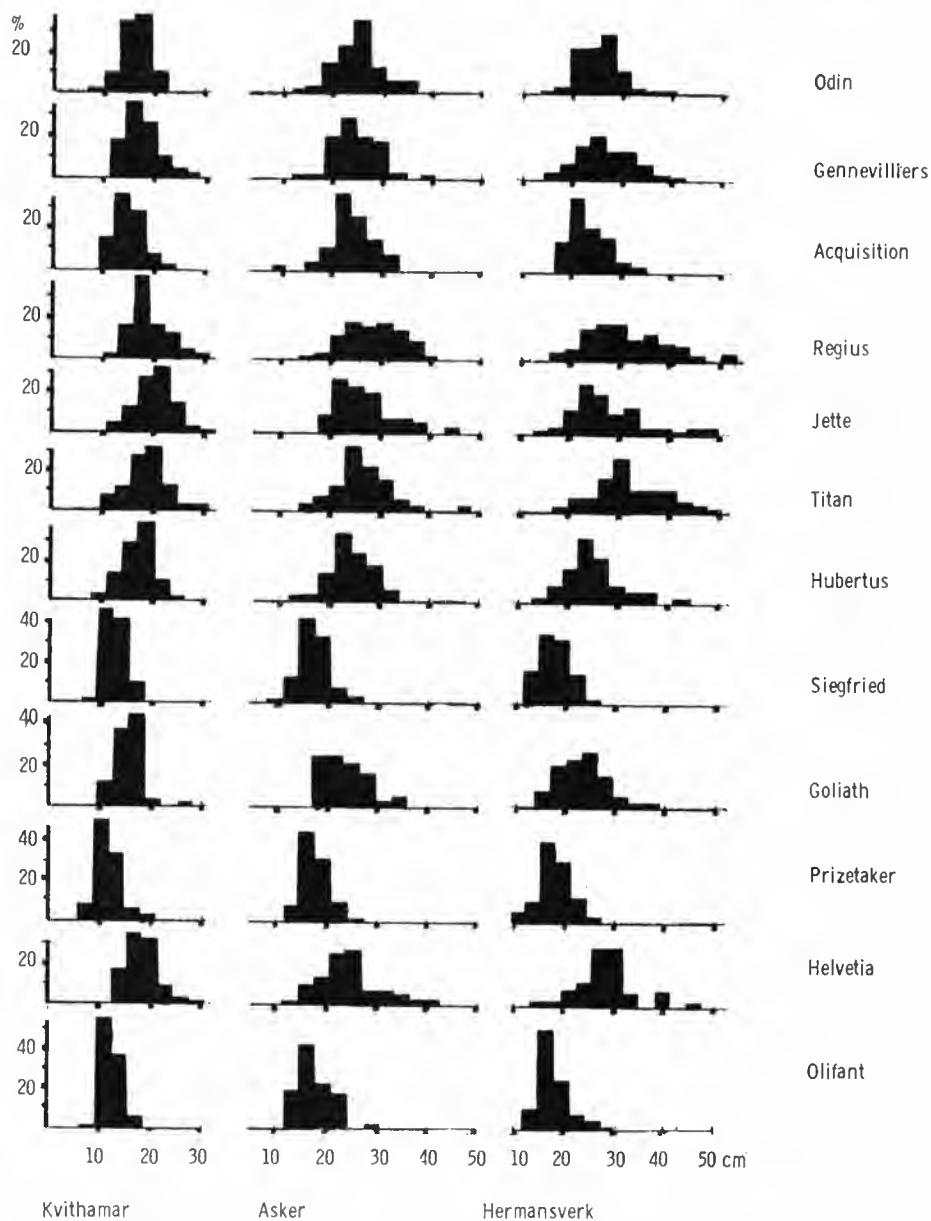 %
20
Odin
20
Gennevilliers
20
Acquisition
20
Regius
20
Jette
20
Titan
20
Hubertus
40
20
Siegfried
40
20
Goliath
40
20
Prizetaker
20
Helvetia
40
20
Olifant
10 20 30 10 20 30 40 50 10 20 30 40 50 cm
Kvithamar Asker Hermansverk